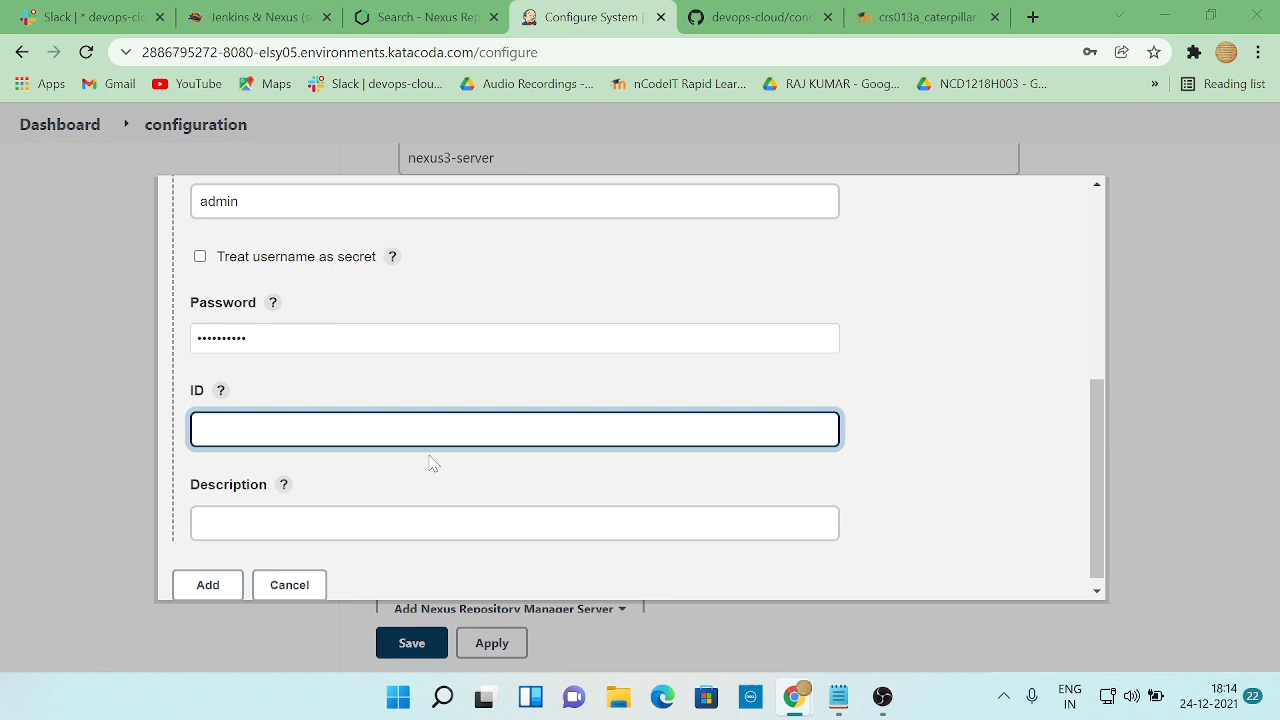 Slack | * devops-clo
Jenkins & Nexus (s
Search - Nexus Rep
Configure System [
devops-cloud/conc
crs013a_caterpillar
2886795272-8080-elsy05.environments.katacoda.com/configure
Apps
Gmail
YouTube
Maps
Slack | devops-clou...
Audio Recordings -...
nCodeIT Rapid Lear...
RAJ KUMAR - Goog...
NCD1218H003 - G...
»
Reading list
Dashboard
configuration
nexus3-server
admin
Treat username as secret ?
Password ?
••••••••••
ID ?
Description ?
Add
Cancel
Add Nexus Repository Manager Server
Save
Apply
ENG
IN
18:14
24-12-2021
22